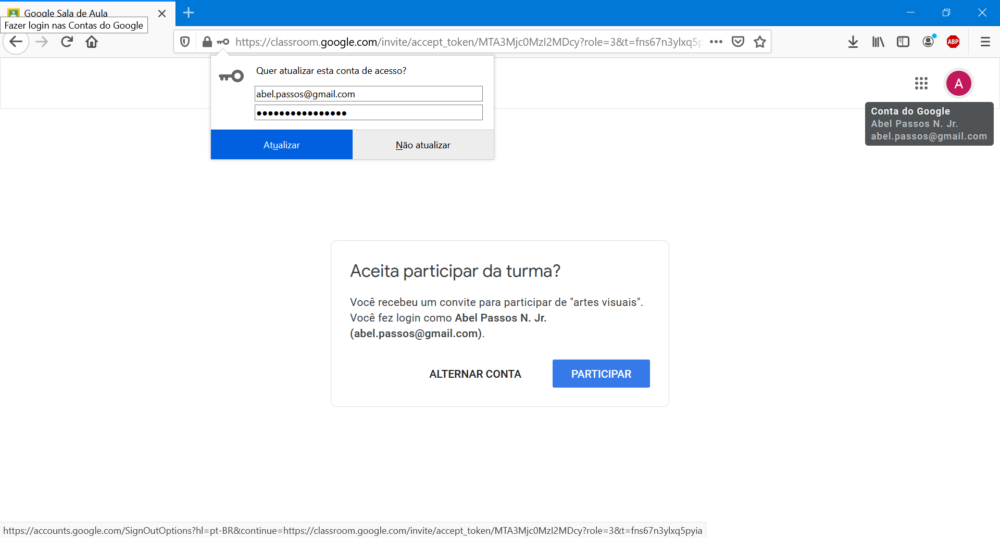 Google Sala de Aula
Fazer login nas Contas do Google
https://classroom.google.com/invite/accept_token/MTA3Mjc0MzI2MDcy?role=3&t=fns67n3ylxq5p
ABP
Quer atualizar esta conta de acesso?
abel.passos@gmail.com
Atualizar
Não atualizar
A
Conta do Google
Abel Passos N. Jr.
abel.passos@gmail.com
Aceita participar da turma?
Você recebeu um convite para participar de "artes visuais".
Você fez login como Abel Passos N. Jr.
(abel.passos@gmail.com).
ALTERNAR CONTA
PARTICIPAR
https://accounts.google.com/SignOutOptions?hl=pt-BR&continue=https://classroom.google.com/invite/accept_token/MTA3Mjc0MzI2MDcy?role=3&t=fns67n3ylxq5pyia